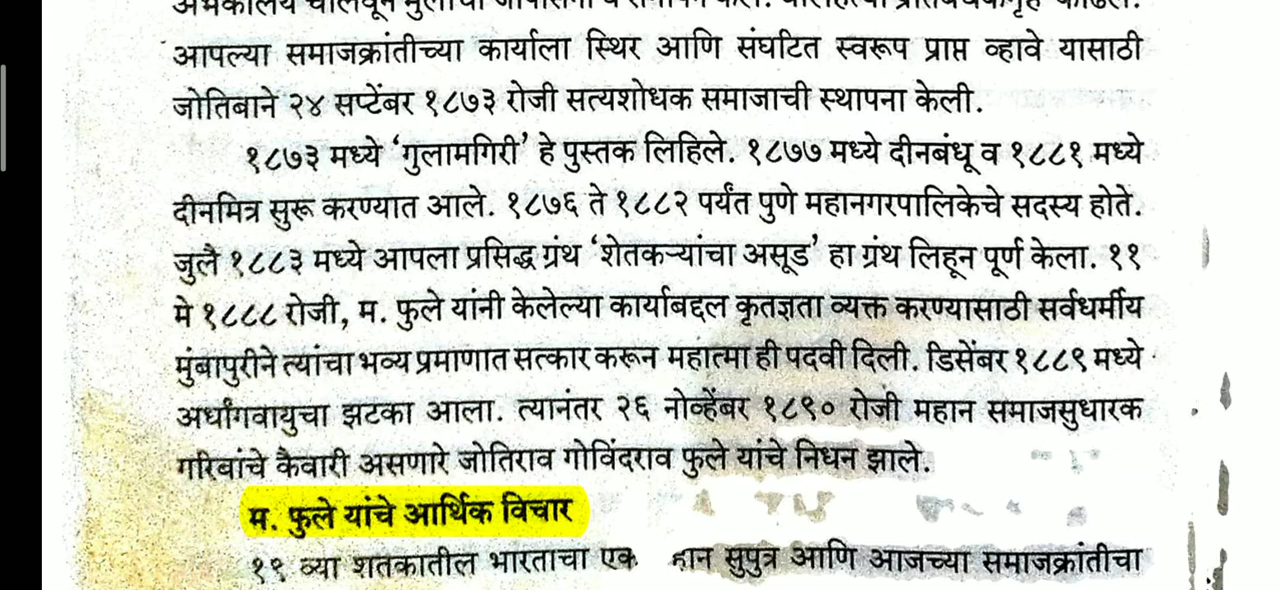 आपल्या समाजक्रांतीच्या कार्याला स्थिर आणि संघटित स्वरूप प्राप्त व्हावे यासाठी
जोतिबाने २४ सप्टेंबर १८७३ रोजी सत्यशोधक समाजाची स्थापना केली.
१८७३ मध्ये ‘गुलामगिरी’ हे पुस्तक लिहिले. १८७७ मध्ये दीनबंधू व १८८१ मध्ये
दीनमित्र सुरू करण्यात आले. १८७६ ते १८८२ पर्यंत पुणे महानगरपालिकेचे सदस्य होते.
जुलै १८८३ मध्ये आपला प्रसिद्ध ग्रंथ ‘शेतकऱ्यांचा असूड’ हा ग्रंथ लिहून पूर्ण केला. ११
मे १८८८ रोजी, म. फुले यांनी केलेल्या कार्याबद्दल कृतज्ञता व्यक्त करण्यासाठी सर्वधर्मीय
मुंबापुरीने त्यांचा भव्य प्रमाणात सत्कार करून महात्मा ही पदवी दिली. डिसेंबर १८८९ मध्ये
अर्धांगवायुचा झटका आला. त्यानंतर २६ नोव्हेंबर १८९० रोजी महान समाजसुधारक
गरिबांचे कैवारी असणारे जोतिराव गोविंदराव फुले यांचे निधन झाले.
म. फुले यांचे आर्थिक विचार
१९ व्या शतकातील भारताचा एक सुपुत्र आणि आजच्या समाजक्रांतीचा